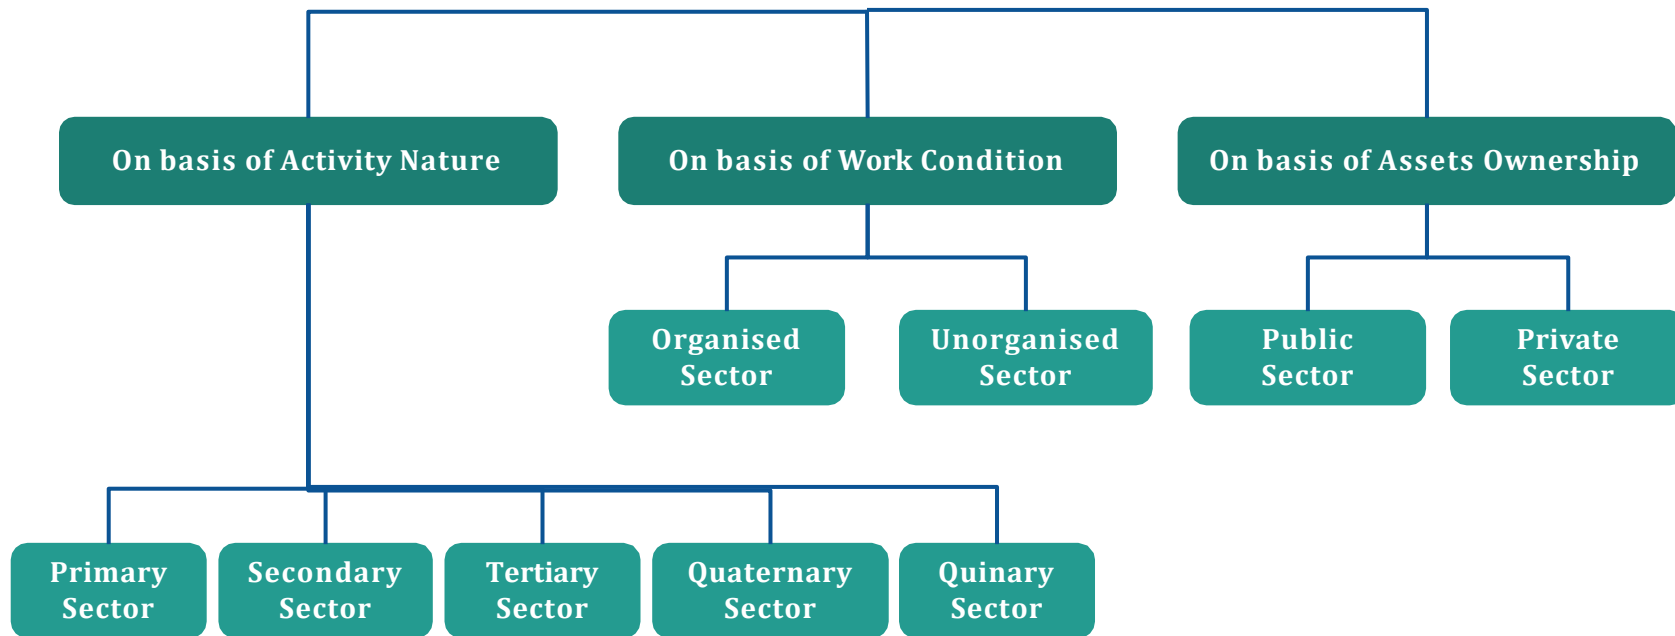 On basis of Activity Nature
On basis of Work Condition
On basis of Assets Ownership
Organised
Sector
Unorganised
Sector
Public
Sector
Private
Sector
Primary
Sector
Secondary
Sector
Tertiary
Sector
Quaternary
Sector
Quinary
Sector